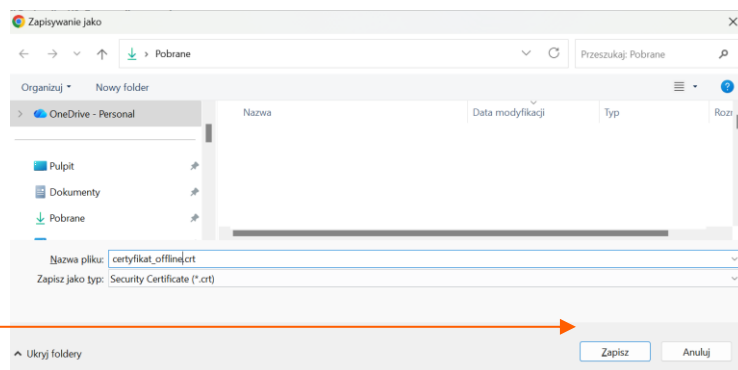 Zapisywanie jako
Pobrane
Przeszukaj: Pobrane
Organizuj Nowy folder
OneDrive - Personal
Nazwa Data modyfikacji Typ
Pulpit
Dokumenty
Pobrane
Nazwa pliku: certyfikat_offline.crt
Zapisz jako typ: Security Certificate (*.crt)
Ukryj foldery Zapisz Anuluj